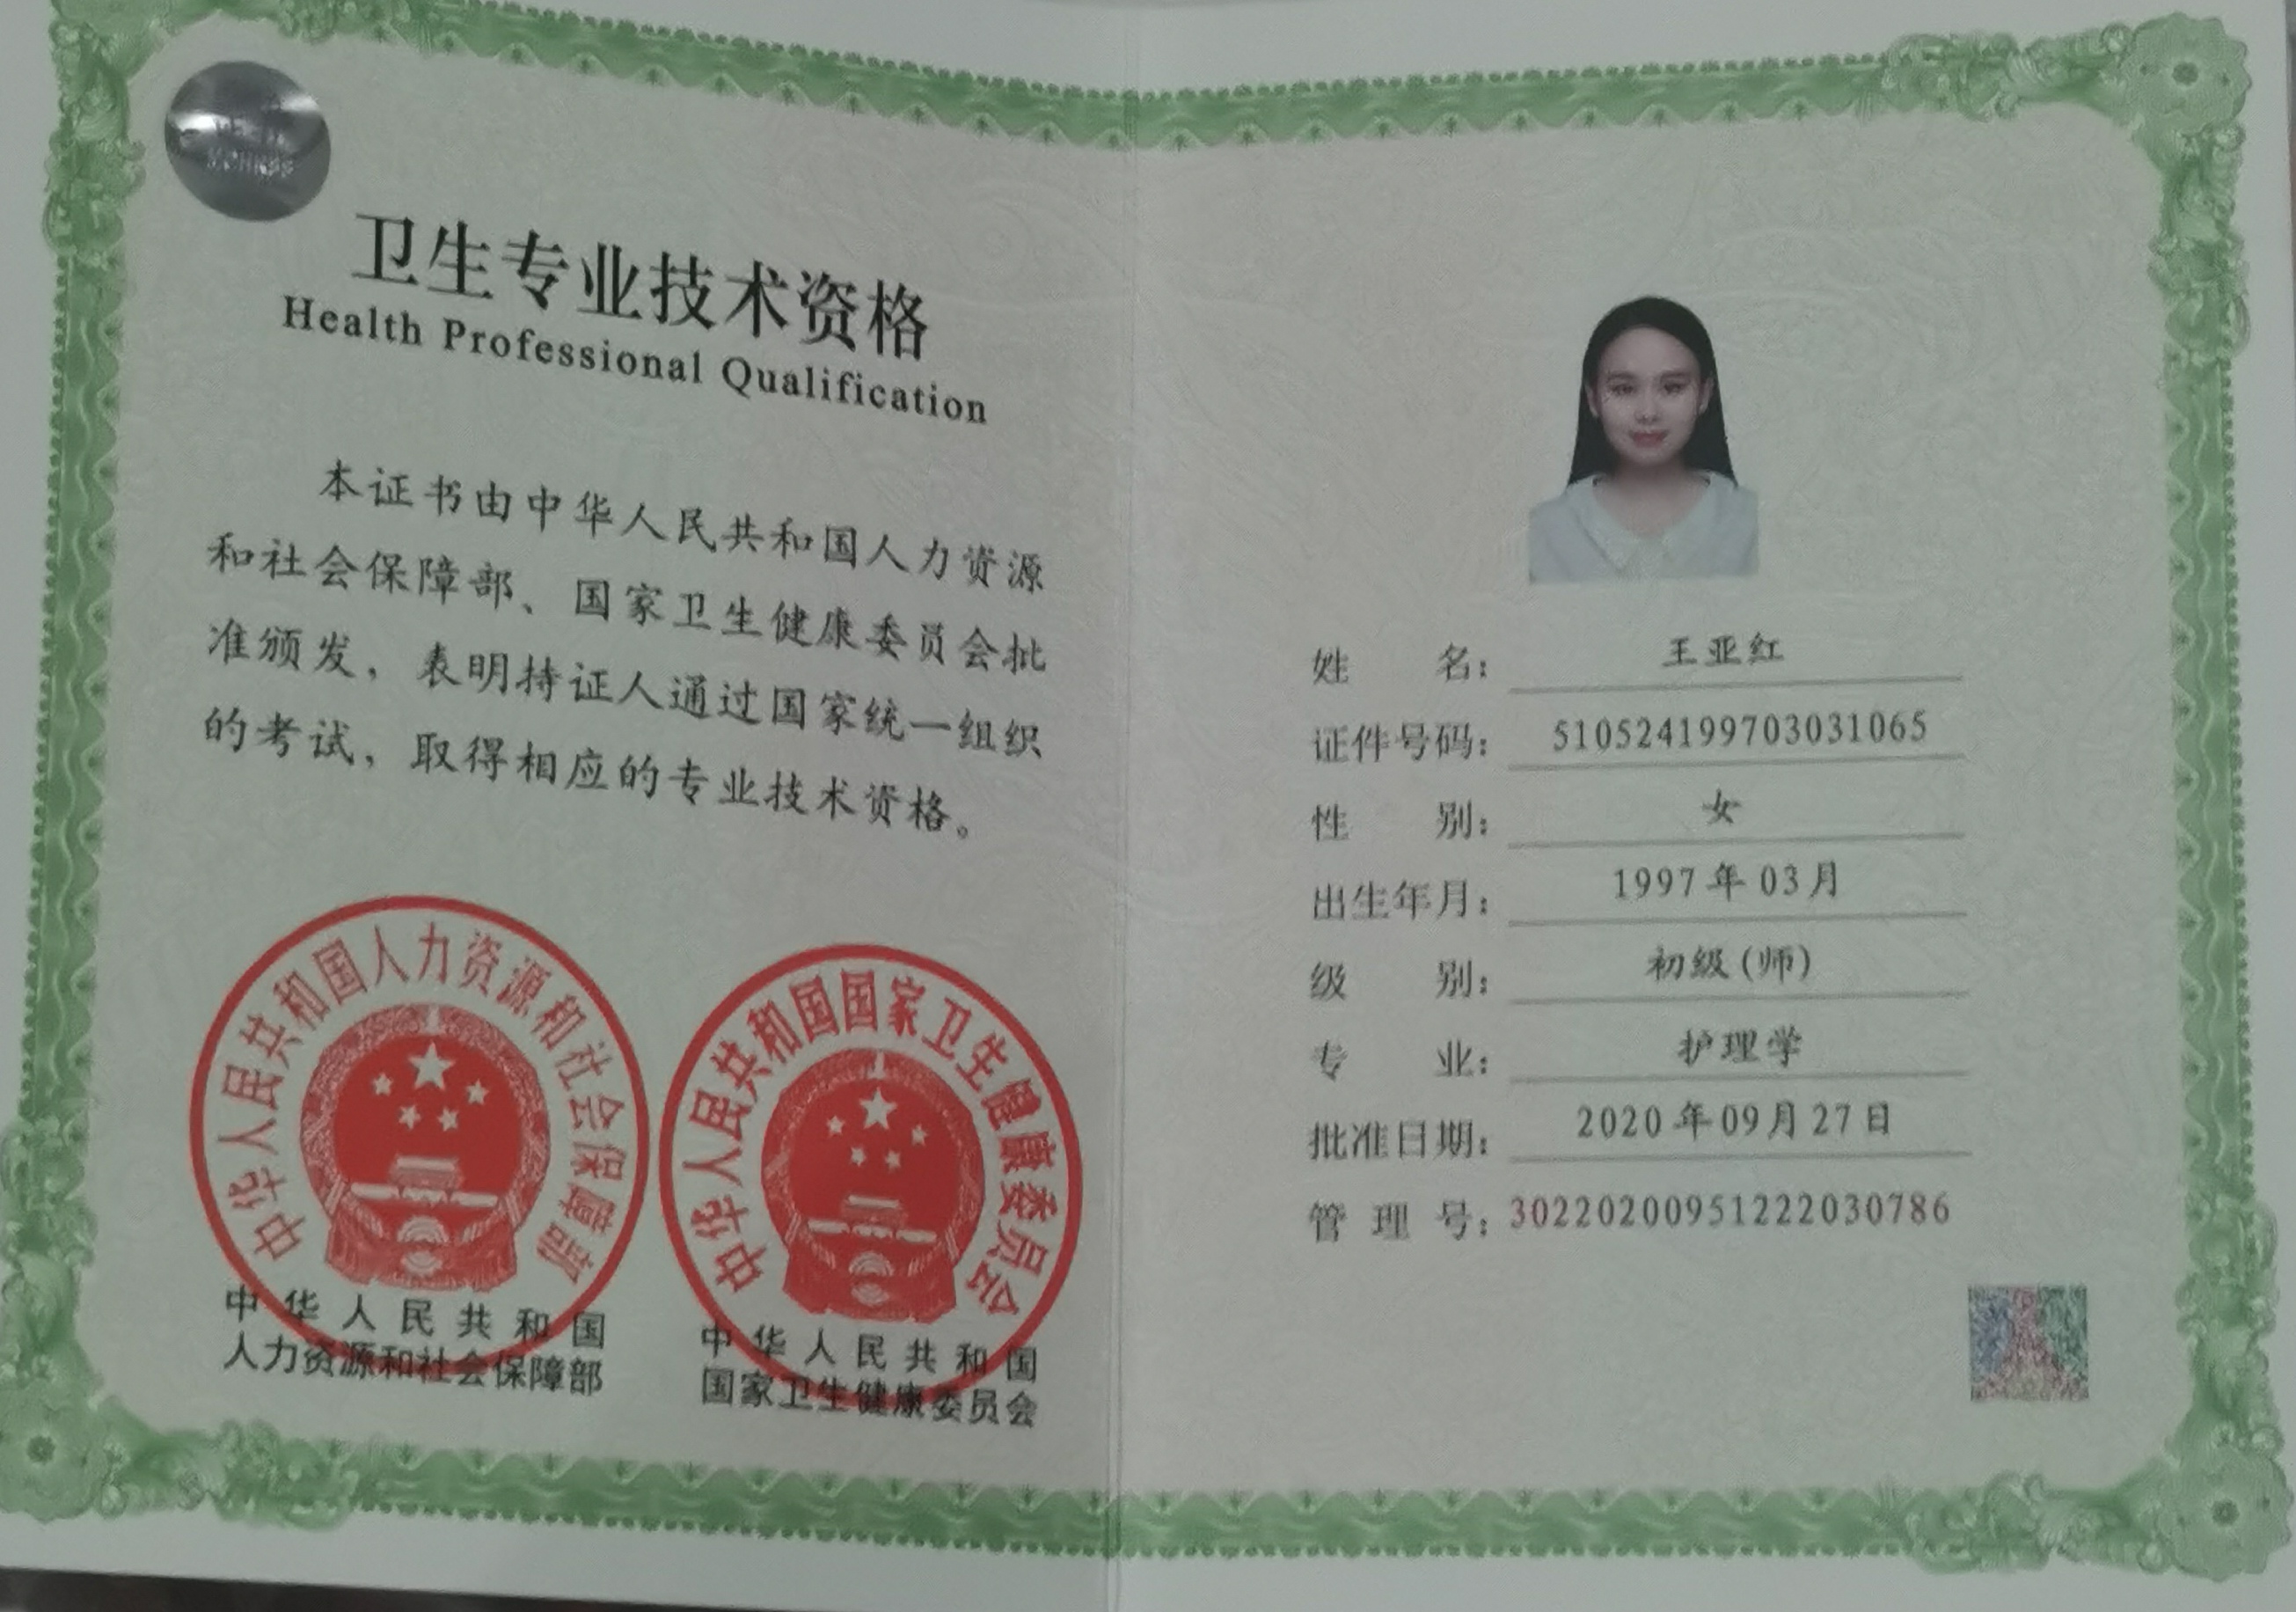 卫生专业技术资格
Health Professional Qualification
本证书由中华人民共和国人力资源
和社会保障部、国家卫生健康委员会批
准颁发，表明持证人通过国家统一组织
的考试，取得相应的专业技术资格。
中华人民共和国人力资源和社会保障部
中华人民共和国
人力资源和社会保障部
中华人民共和国国家卫生健康委员会
中华人民共和国
国家卫生健康委员会
姓名：王亚红
证件号码：510524199703031065
性别：女
出生年月：1997年03月
级别：初级(师)
专业：护理学
批准日期：2020年09月27日
管理号：30220200951222030786